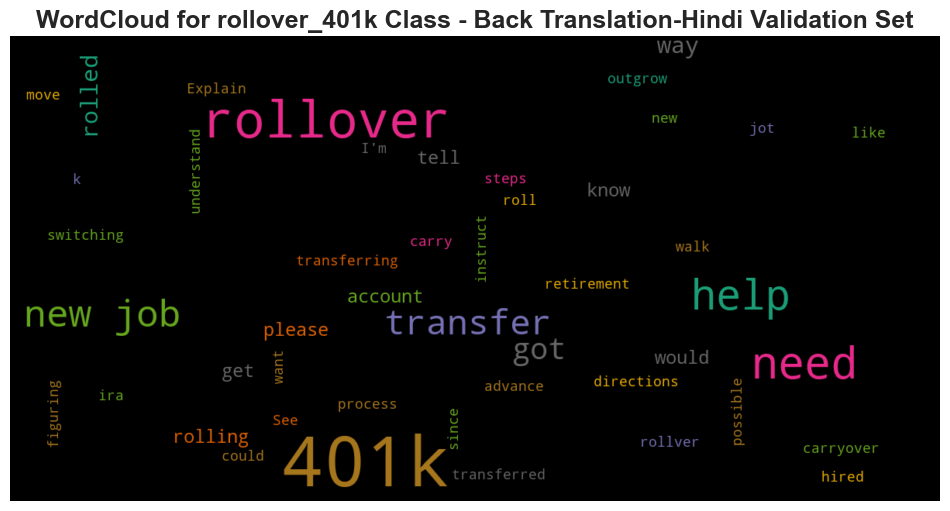 WordCloud for rollover_401k Class - Back Translation-Hindi Validation Set
way
outgrow
rolled
Explain
move
rollover
new
jot
like
understand
I'm
tell
k
steps
know
roll
switching
carry
instruct
walk
transferring
retirement
account
help
new job
transfer
please
got
need
would
get
want
advance
directions
figuring
ira
process
possible
See
since
rolling
rollver
could
401k
carryover
transferred
hired